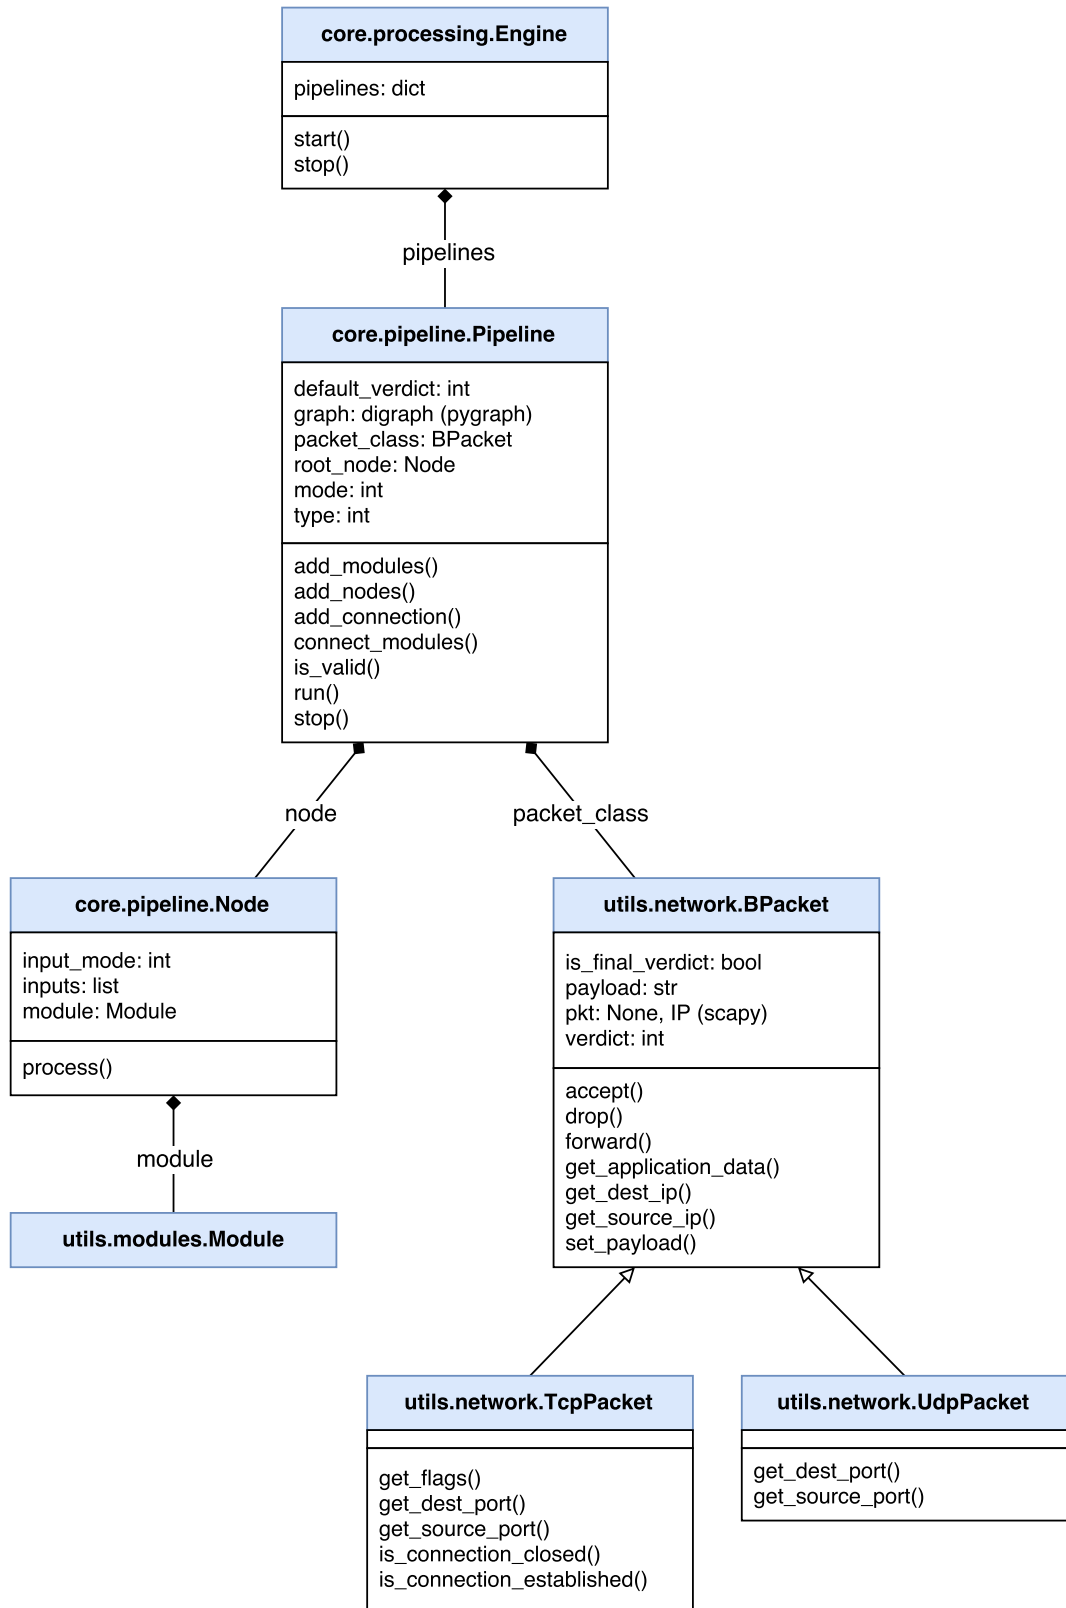 core.processing.Engine
pipelines: dict
start()
stop()
pipelines
core.pipeline.Pipeline
default_verdict: int
graph: digraph (pygraph)
packet_class: BPacket
root_node: Node
mode: int
type: int
add_modules()
add_nodes()
add_connection()
connect_modules()
is_valid()
run()
stop()
node
packet_class
core.pipeline.Node
input_mode: int
inputs: list
module: Module
process()
module
utils.modules.Module
utils.network.BPacket
is_final_verdict: bool
payload: str
pkt: None, IP (scapy)
verdict: int
accept()
drop()
forward()
get_application_data()
get_dest_ip()
get_source_ip()
set_payload()
utils.network.TcpPacket
get_flags()
get_dest_port()
get_source_port()
is_connection_closed()
is_connection_established()
utils.network.UdpPacket
get_dest_port()
get_source_port()